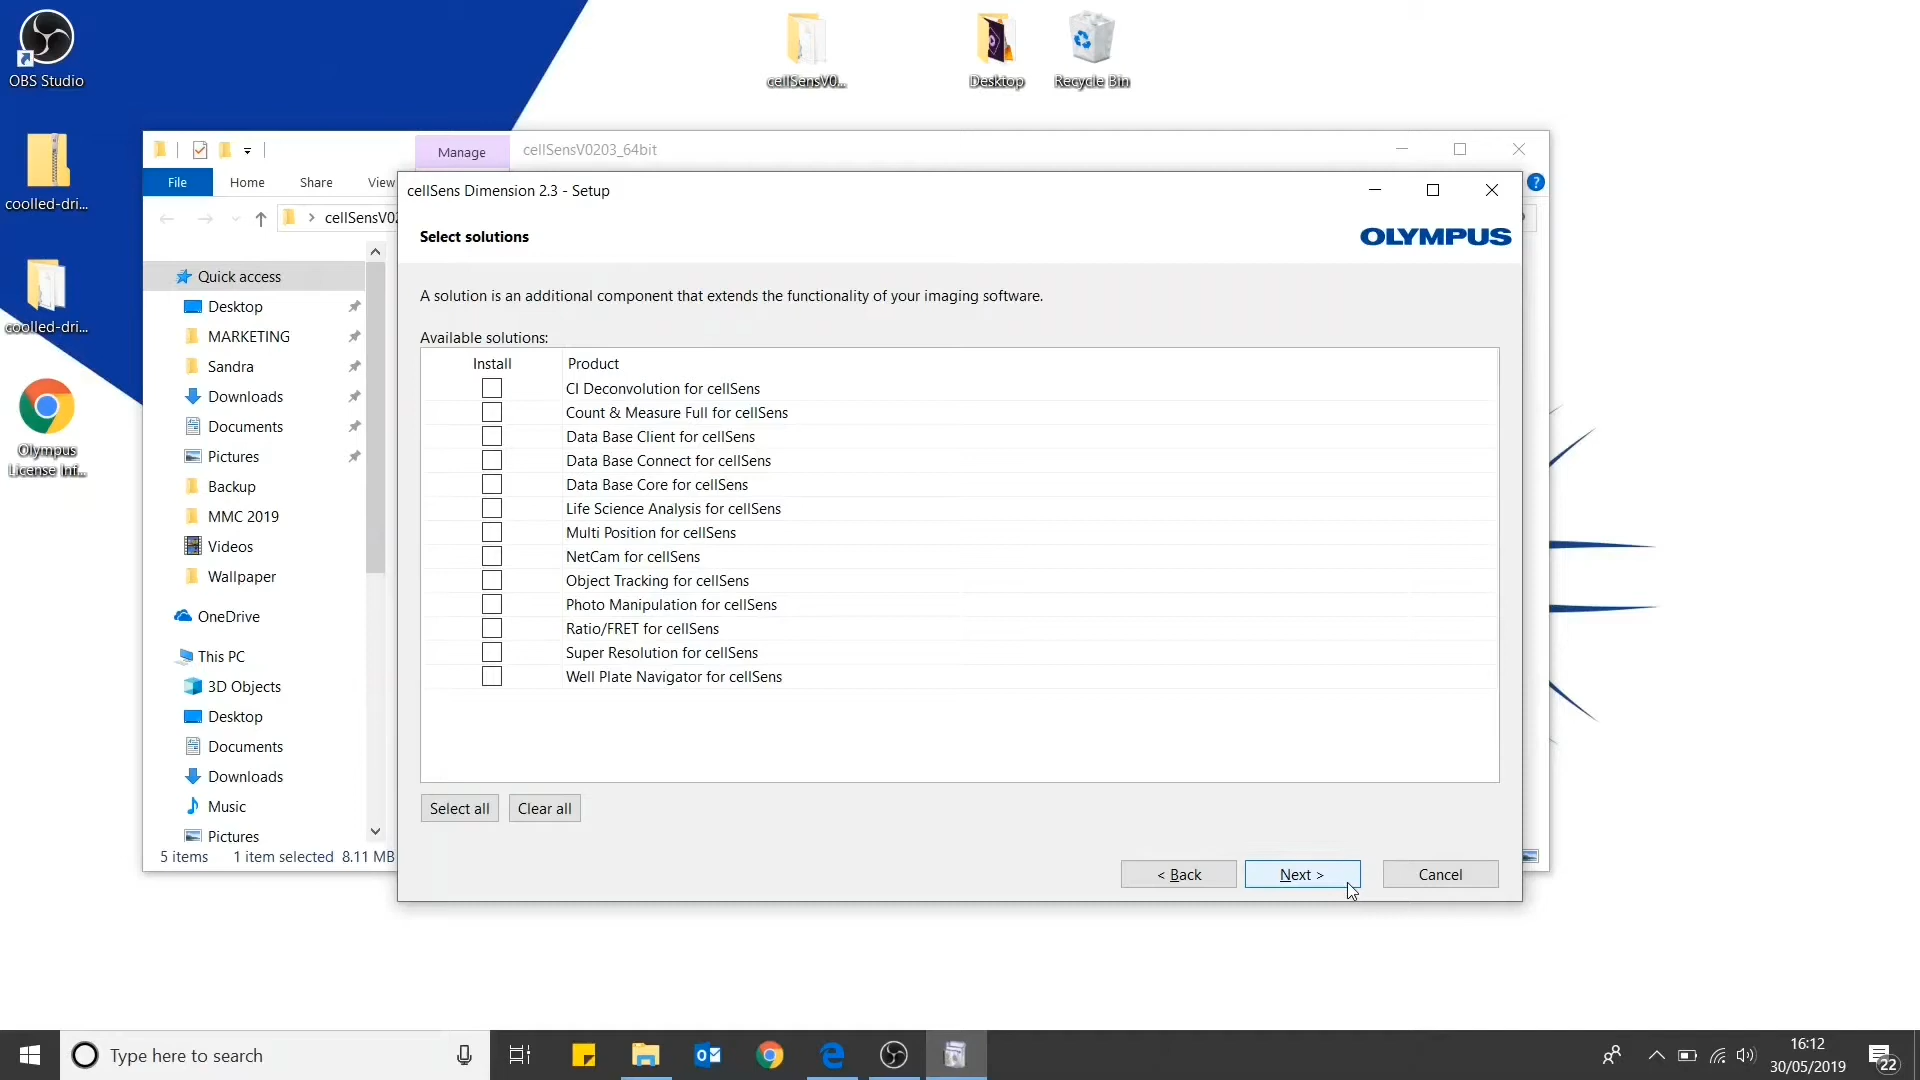 OBS Studio
coolled-dri...
coolled-dri...
Olympus
License Inf...
cellSensV0...
Desktop
Recycle Bin
Manage
cellSensV0203_64bit
File
Home
Share
View
cellSensV02
Quick access
Desktop
MARKETING
Sandra
Downloads
Documents
Pictures
Backup
MMC 2019
Videos
Wallpaper
OneDrive
This PC
3D Objects
Desktop
Documents
Downloads
Music
Pictures
5 items
1 item selected 8.11 MB
cellSens Dimension 2.3 - Setup
Select solutions
OLYMPUS
A solution is an additional component that extends the functionality of your imaging software.
Available solutions:
Install Product
CI Deconvolution for cellSens
Count & Measure Full for cellSens
Data Base Client for cellSens
Data Base Connect for cellSens
Data Base Core for cellSens
Life Science Analysis for cellSens
Multi Position for cellSens
NetCam for cellSens
Object Tracking for cellSens
Photo Manipulation for cellSens
Ratio/FRET for cellSens
Super Resolution for cellSens
Well Plate Navigator for cellSens
Select all
Clear all
< Back
Next >
Cancel
Type here to search
16:12
30/05/2019
22